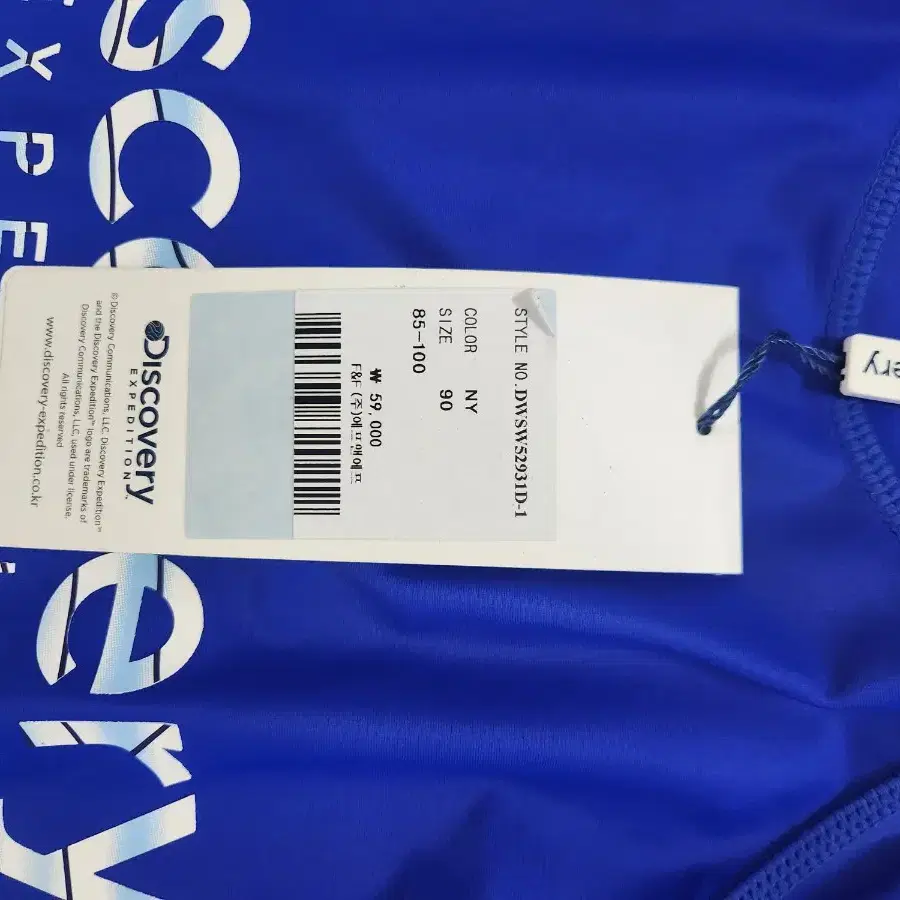 STYLE NO. DWSW52931D-1
COLOR NY
SIZE 90
85-100
₩ 59,000
F&F (주)에프앤에프
DISCOVERY
EXPEDITION™
© Discovery Communications, LLC. Discovery Expedition™
and the Discovery Expedition™ logo are trademarks of
Discovery Communications, LLC, used under license.
All rights reserved
www.discovery-expedition.co.kr
scovery
EXPE
ery